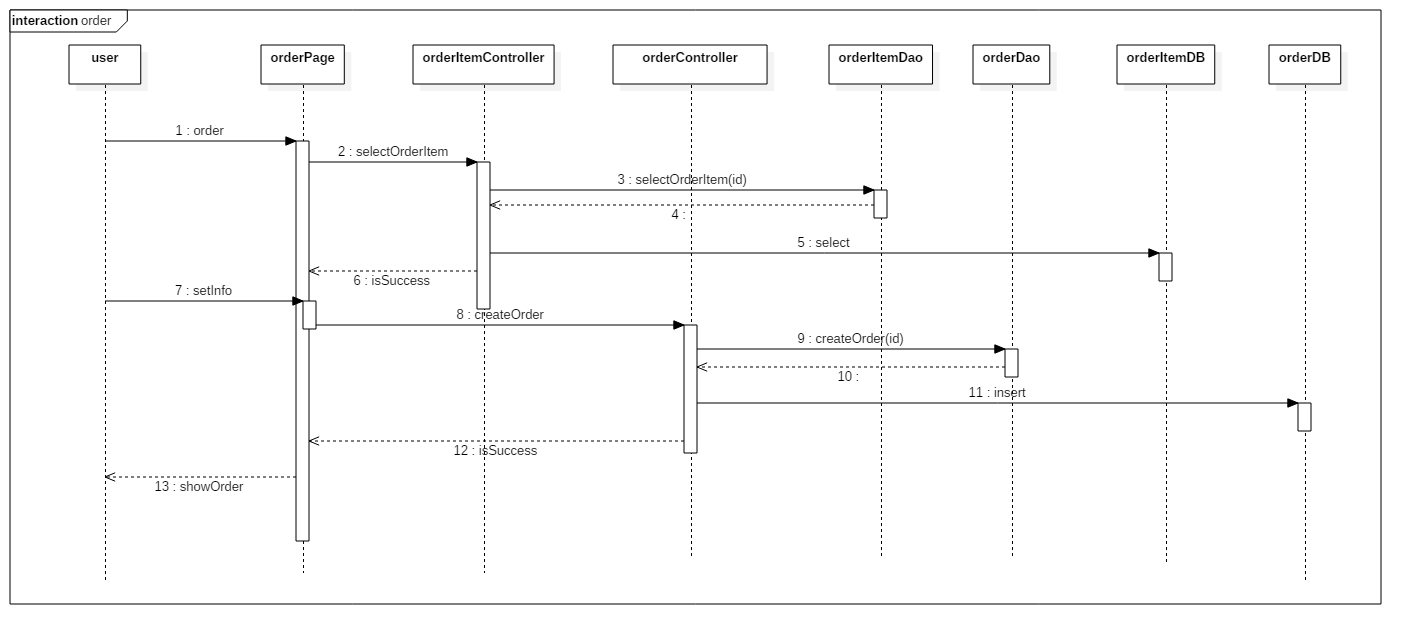 interaction order
user
orderPage
orderItemController
orderController
orderItemDao
orderDao
orderItemDB
orderDB
1 : order
2 : selectOrderItem
3 : selectOrderItem(id)
4 :
5 : select
6 : isSuccess
7 : setInfo
8 : createOrder
9 : createOrder(id)
10 :
11 : insert
12 : isSuccess
13 : showOrder